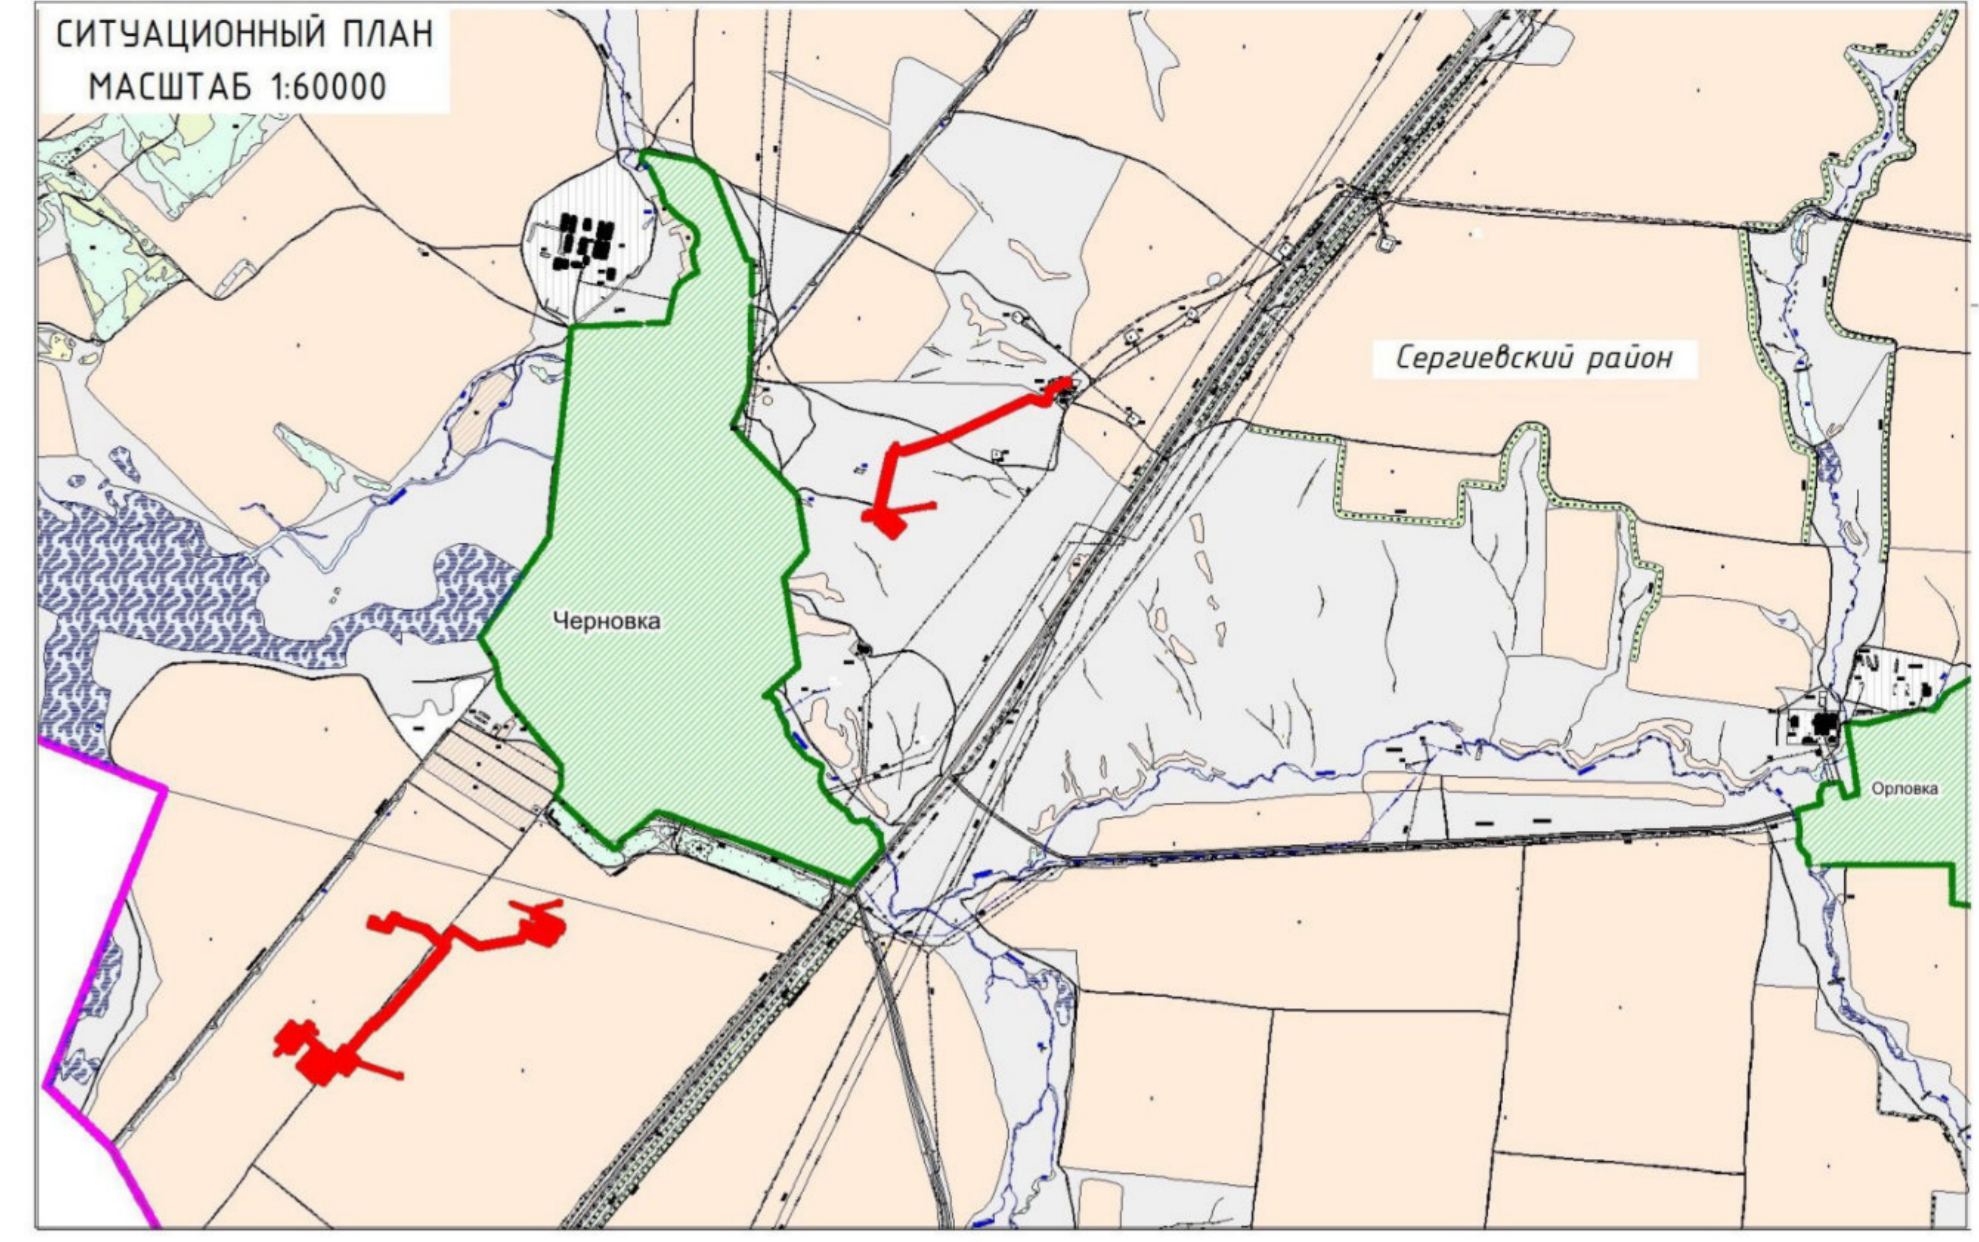 СИТУАЦИОННЫЙ ПЛАН
МАСШТАБ 1:60000
Сергиевский район
Черновка
Орловка